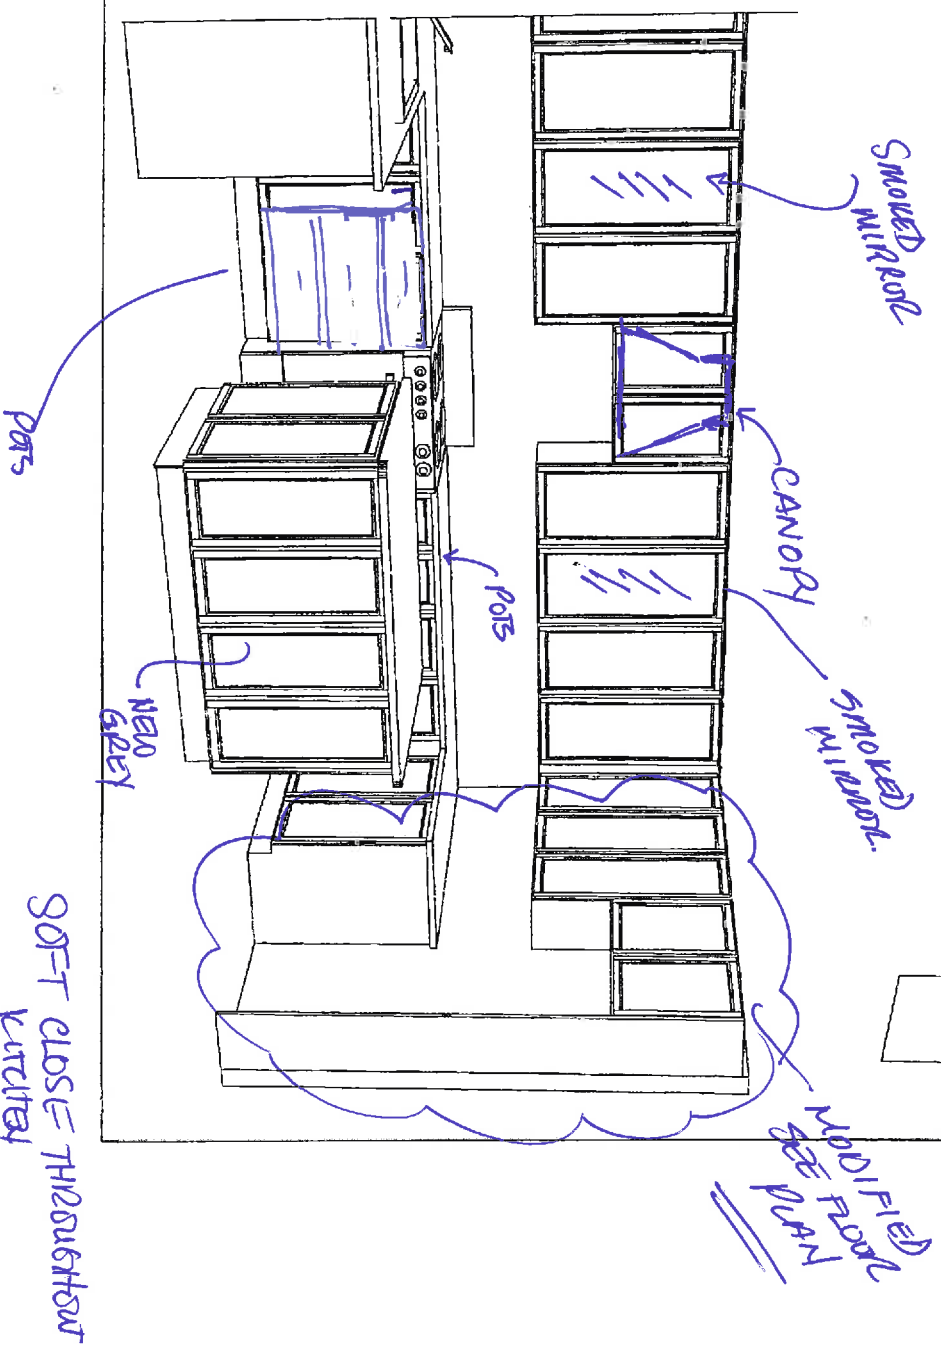 SMOKED
MIRROR
CANOPY
SMOKED
MIRROR.
POTS
POTS
NEW
GREY
MODIFIED
SEE FLOOR
PLAN
SOFT CLOSE THROUGHOUT
KITCHEN